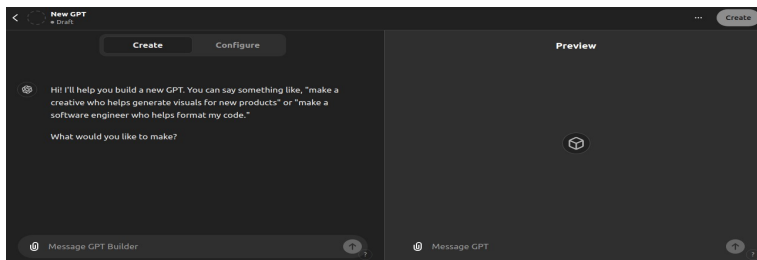 New GPT
Draft
Create
Create
Configure
Preview
Hi! I'll help you build a new GPT. You can say something like, "make a
creative who helps generate visuals for new products" or "make a
software engineer who helps format my code."
What would you like to make?
Message GPT Builder
?
Message GPT
?